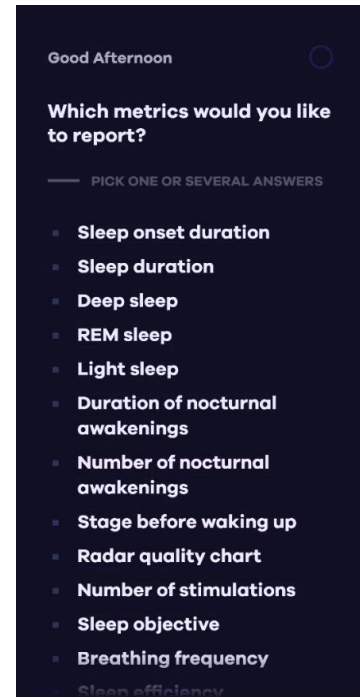 Good Afternoon
Which metrics would you like
to report?
PICK ONE OR SEVERAL ANSWERS
Sleep onset duration
Sleep duration
Deep sleep
REM sleep
Light sleep
Duration of nocturnal
awakenings
Number of nocturnal
awakenings
Stage before waking up
Radar quality chart
Number of stimulations
Sleep objective
Breathing frequency
Sleep efficiency